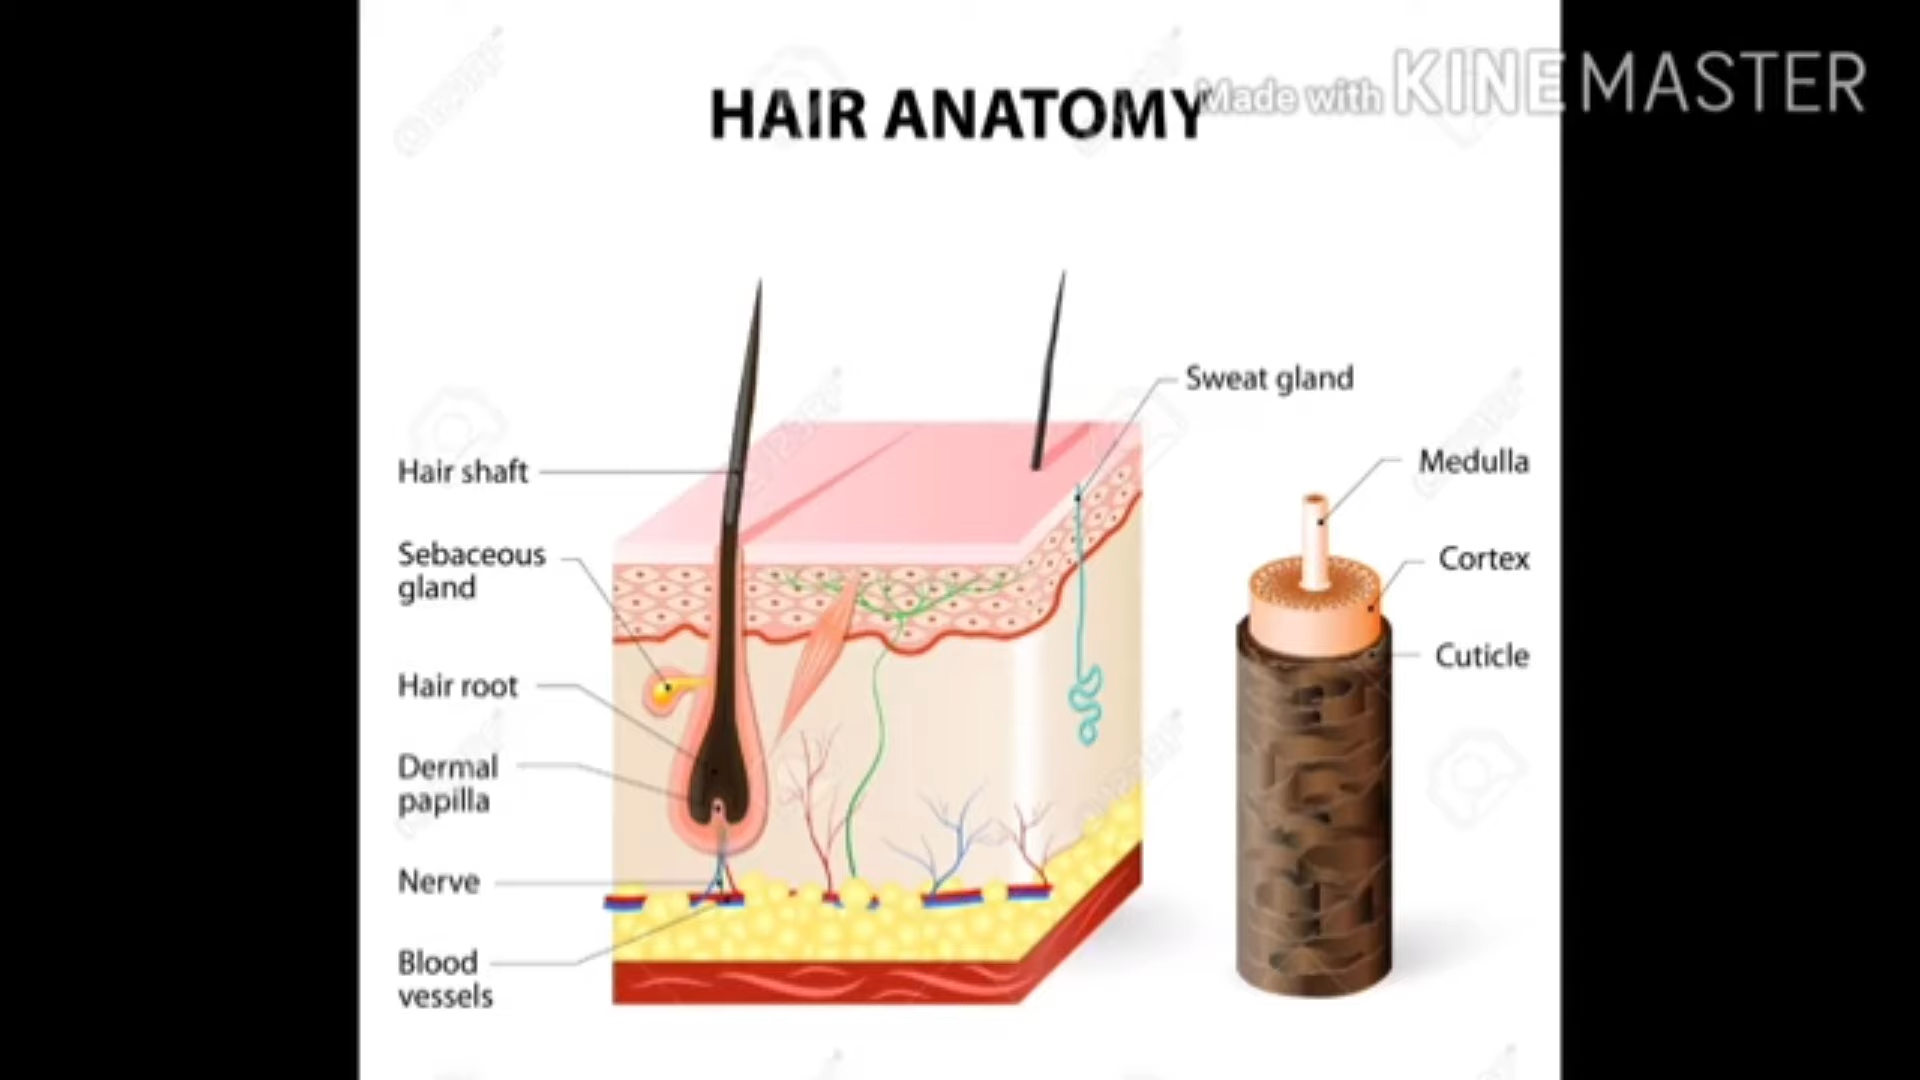 HAIR ANATOMY
Made with KINEMASTER
Sweat gland
Hair shaft
Medulla
Sebaceous
gland
Cortex
Cuticle
Hair root
Dermal
papilla
Nerve
Blood
vessels